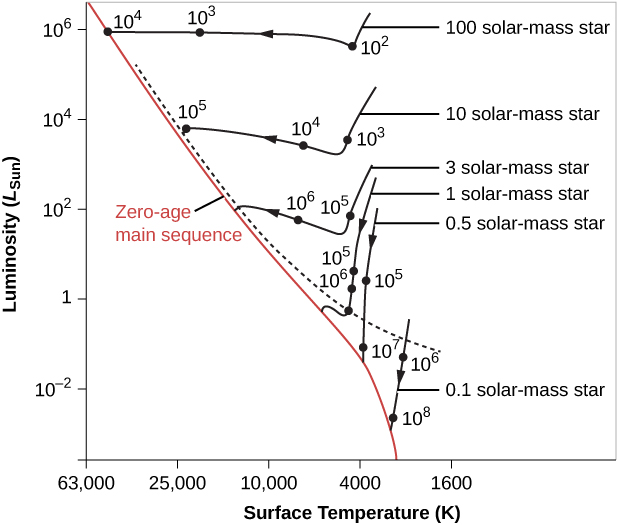 10⁶
10⁴
10³
10²
100 solar-mass star
10⁴
10⁵
10⁴
10³
10 solar-mass star
3 solar-mass star
10²
10⁶
10⁵
1 solar-mass star
Zero-age
main sequence
0.5 solar-mass star
10⁵
10⁶
10⁵
1
10⁷
10⁶
10⁻²
0.1 solar-mass star
10⁸
Luminosity (Lsun)
63,000
25,000
10,000
4000
1600
Surface Temperature (K)